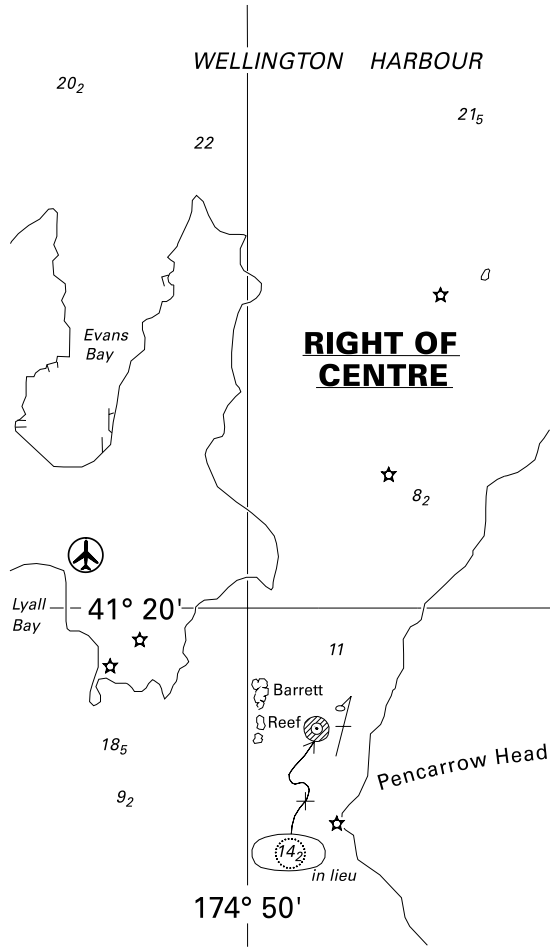 WELLINGTON HARBOUR
20₂
21₅
22
Evans
Bay
RIGHT OF
CENTRE
8₂
Lyall
Bay
41° 20'
11
Barrett
Reef
18₅
Pencarrow Head
9₂
14₂
in lieu
174° 50'